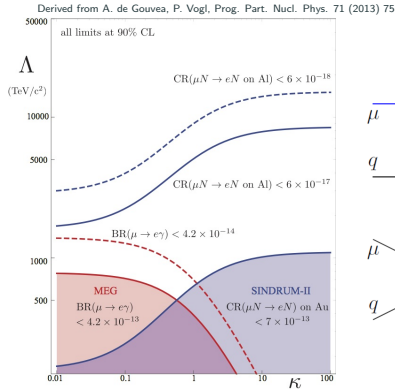 Derived from A. de Gouvea, P. Vogl, Prog. Part. Nucl. Phys. 71 (2013) 75
50000
all limits at 90% CL
Λ
(TeV/c²)
CR(μN → eN on Al) < 6 × 10⁻¹⁸
10000
μ
q
5000
CR(μN → eN on Al) < 6 × 10⁻¹⁷
BR(μ → eγ) < 4.2 × 10⁻¹⁴
μ
1000
MEG
SINDRUM-II
500
BR(μ → eγ)
CR(μN → eN) on Au
< 4.2 × 10⁻¹³
< 7 × 10⁻¹³
q
0.01
0.1
1
10
100
κ